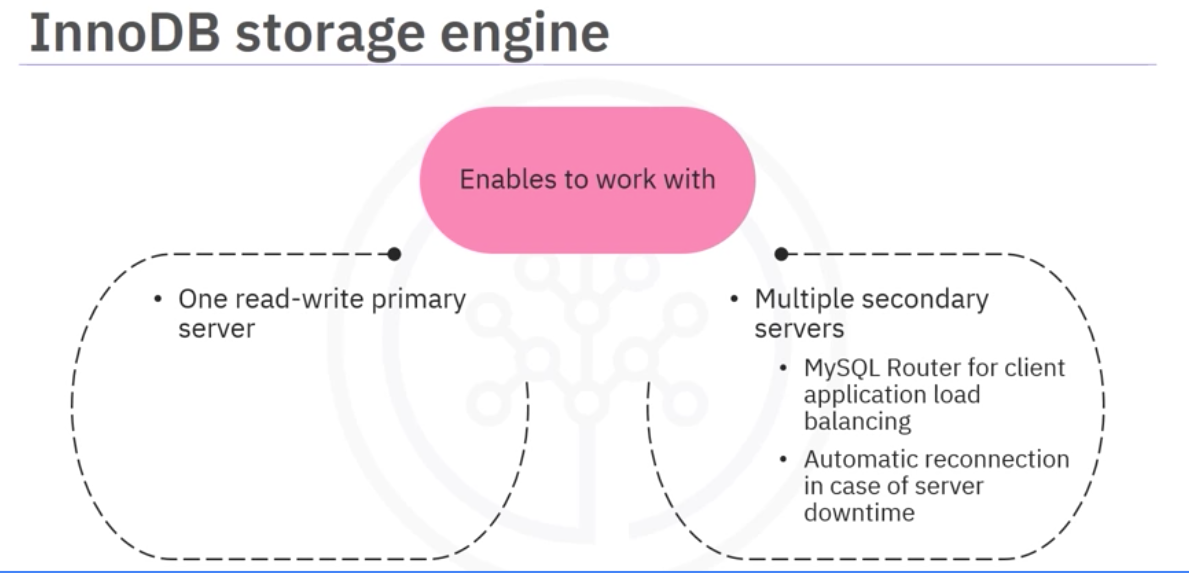 InnoDB storage engine
Enables to work with
• One read-write primary
server
• Multiple secondary
servers
• MySQL Router for client
application load
balancing
• Automatic reconnection
in case of server
downtime